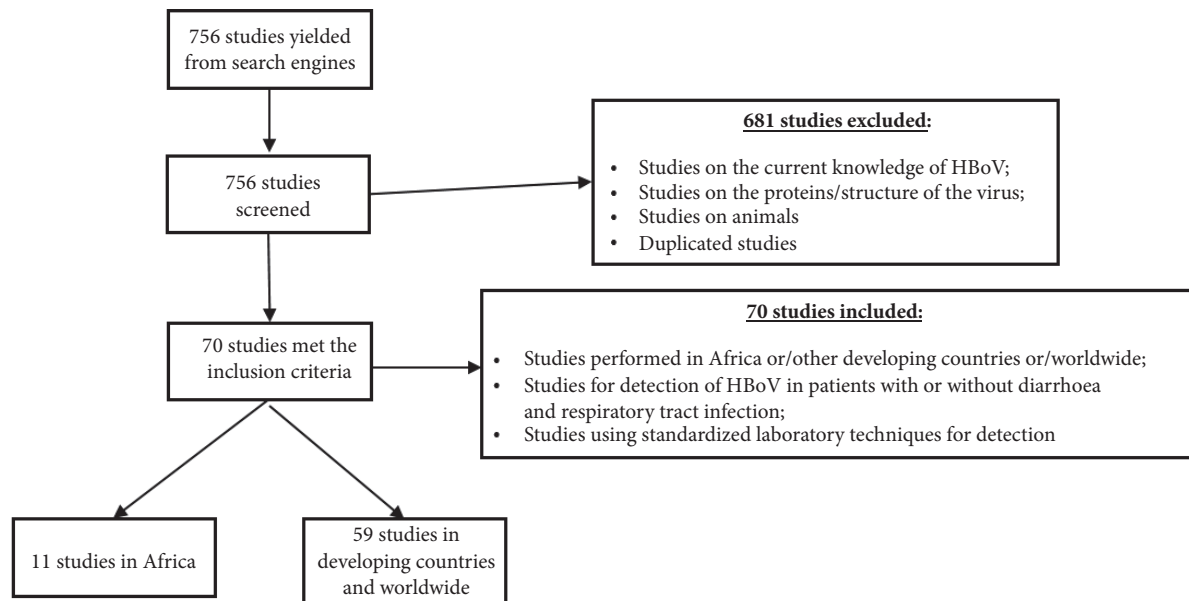 756 studies yielded
from search engines
681 studies excluded:
• Studies on the current knowledge of HBoV;
• Studies on the proteins/structure of the virus;
• Studies on animals
• Duplicated studies
756 studies
screened
70 studies included:
• Studies performed in Africa or/other developing countries or/worldwide;
• Studies for detection of HBoV in patients with or without diarrhoea
and respiratory tract infection;
• Studies using standardized laboratory techniques for detection
70 studies met the
inclusion criteria
11 studies in Africa
59 studies in
developing countries
and worldwide